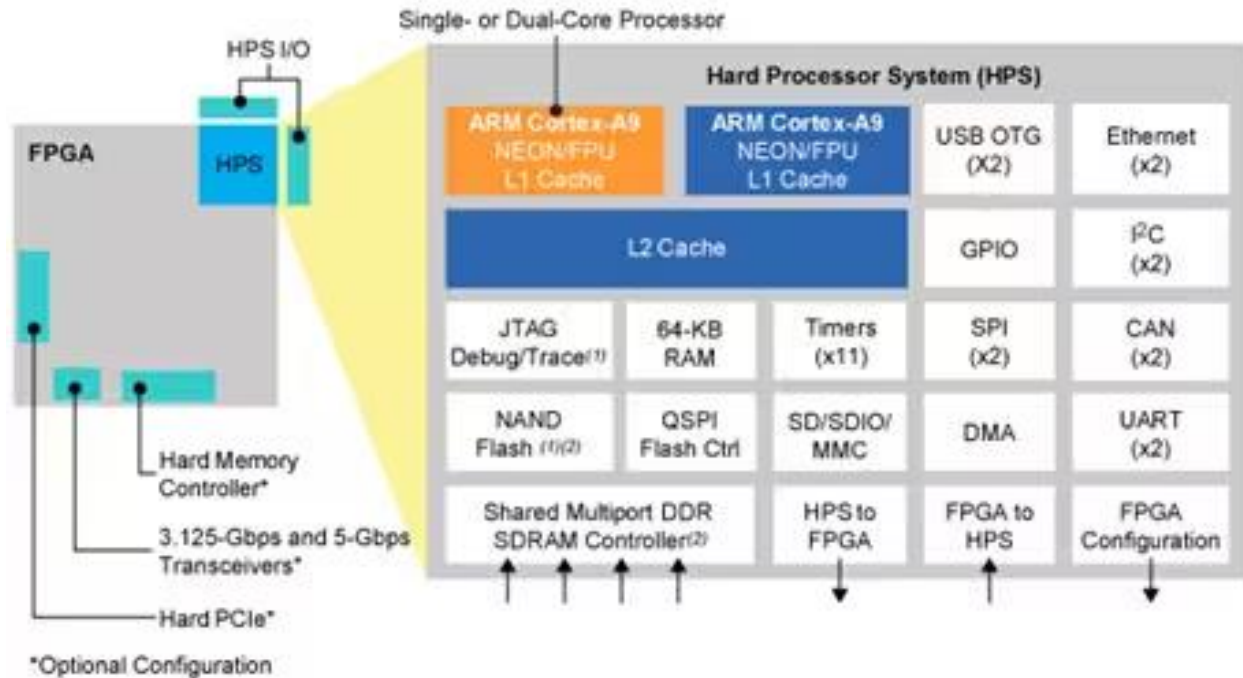 Single- or Dual-Core Processor
HPS I/O
FPGA
HPS
Hard Memory
Controller*
3.125-Gbps and 5-Gbps
Transceivers*
Hard PCIe*
*Optional Configuration
Hard Processor System (HPS)
ARM Cortex-A9
NEON/FPU
L1 Cache
ARM Cortex-A9
NEON/FPU
L1 Cache
USB OTG
(X2)
Ethernet
(x2)
L2 Cache
GPIO
I²C
(x2)
JTAG
Debug/Trace(1)
64-KB
RAM
Timers
(x11)
SPI
(x2)
CAN
(x2)
NAND
Flash (1)(2)
QSPI
Flash Ctrl
SD/SDIO/
MMC
DMA
UART
(x2)
Shared Multiport DDR
SDRAM Controller(2)
HPS to
FPGA
FPGA to
HPS
FPGA
Configuration